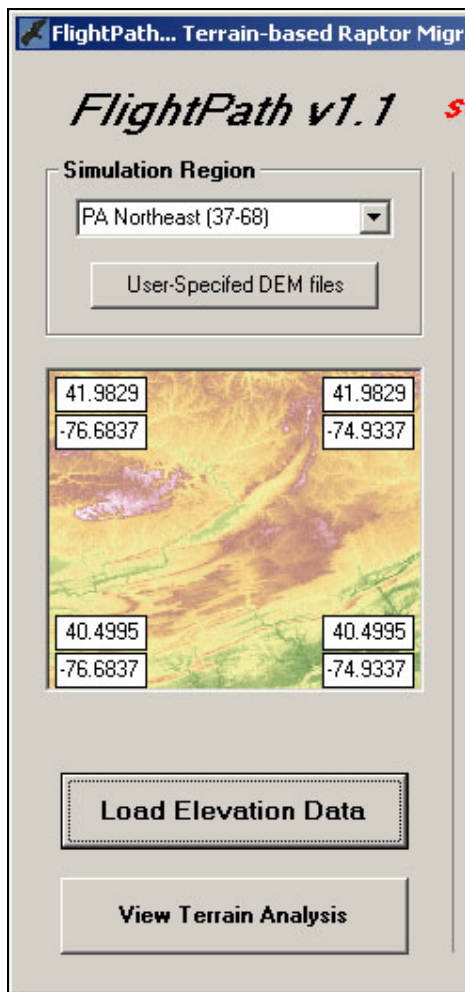 FlightPath... Terrain-based Raptor Migr
FlightPath v1.1
Simulation Region
PA Northeast (37-68)
User-Specifed DEM files
41.9829 41.9829
-76.6837 -74.9337
40.4995 40.4995
-76.6837 -74.9337
Load Elevation Data
View Terrain Analysis